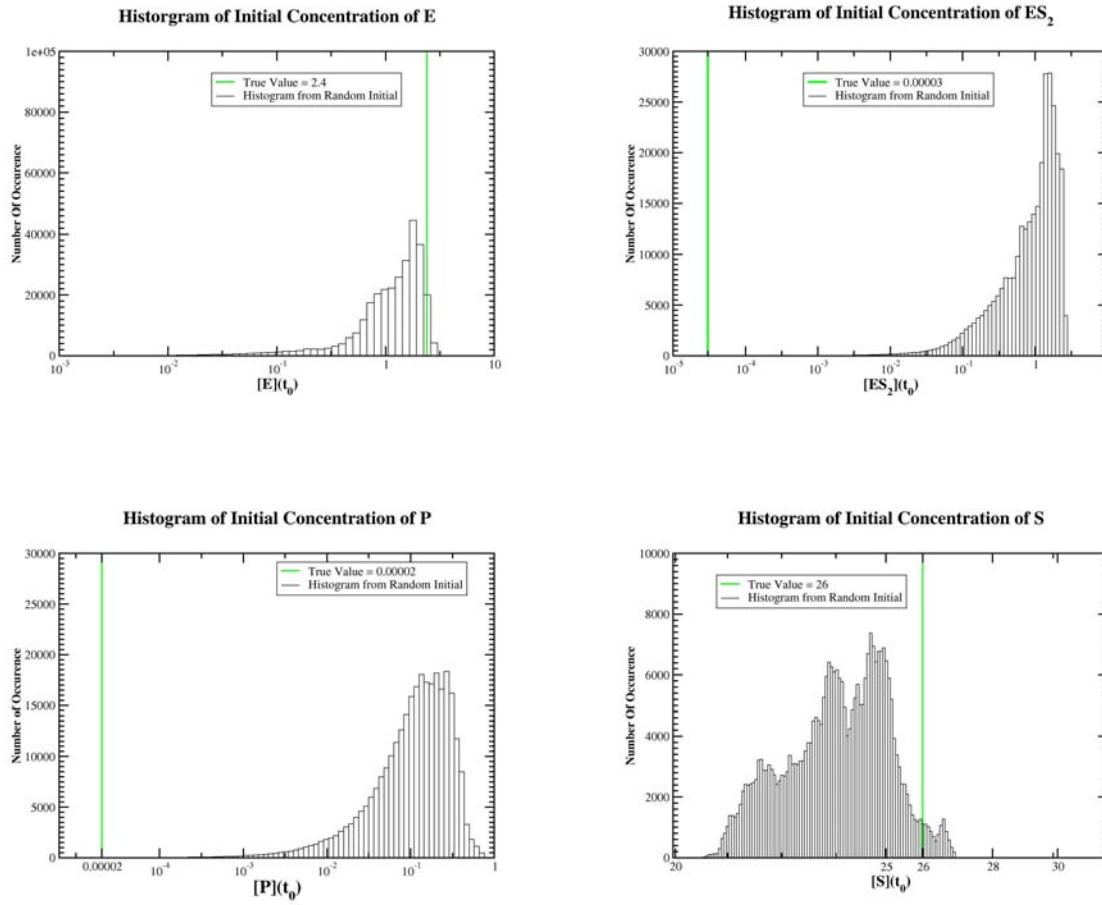 Historgram of Initial Concentration of E
1e+05
80000
60000
40000
20000
0
Number Of Occurence
True Value = 2.4
Histogram from Random Initial
10^-3
10^-2
10^-1
1
10
[E](t_0)
Histogram of Initial Concentration of ES_2
30000
25000
20000
15000
10000
5000
0
Number Of Occurence
True Value = 0.00003
Histogram from Random Initial
10^-5
10^-4
10^-3
10^-2
10^-1
1
[ES_2](t_0)
Histogram of Initial Concentration of P
30000
25000
20000
15000
10000
5000
0
Number of Occurence
True Value = 0.00002
Histogram from Random Initial
0.00002
10^-4
10^-3
10^-2
10^-1
1
[P](t_0)
Histogram of Initial Concentration of S
10000
8000
6000
4000
2000
0
Number Of Occurence
True Value = 26
Histogram from Random Initial
20
25
26
28
30
[S](t_0)